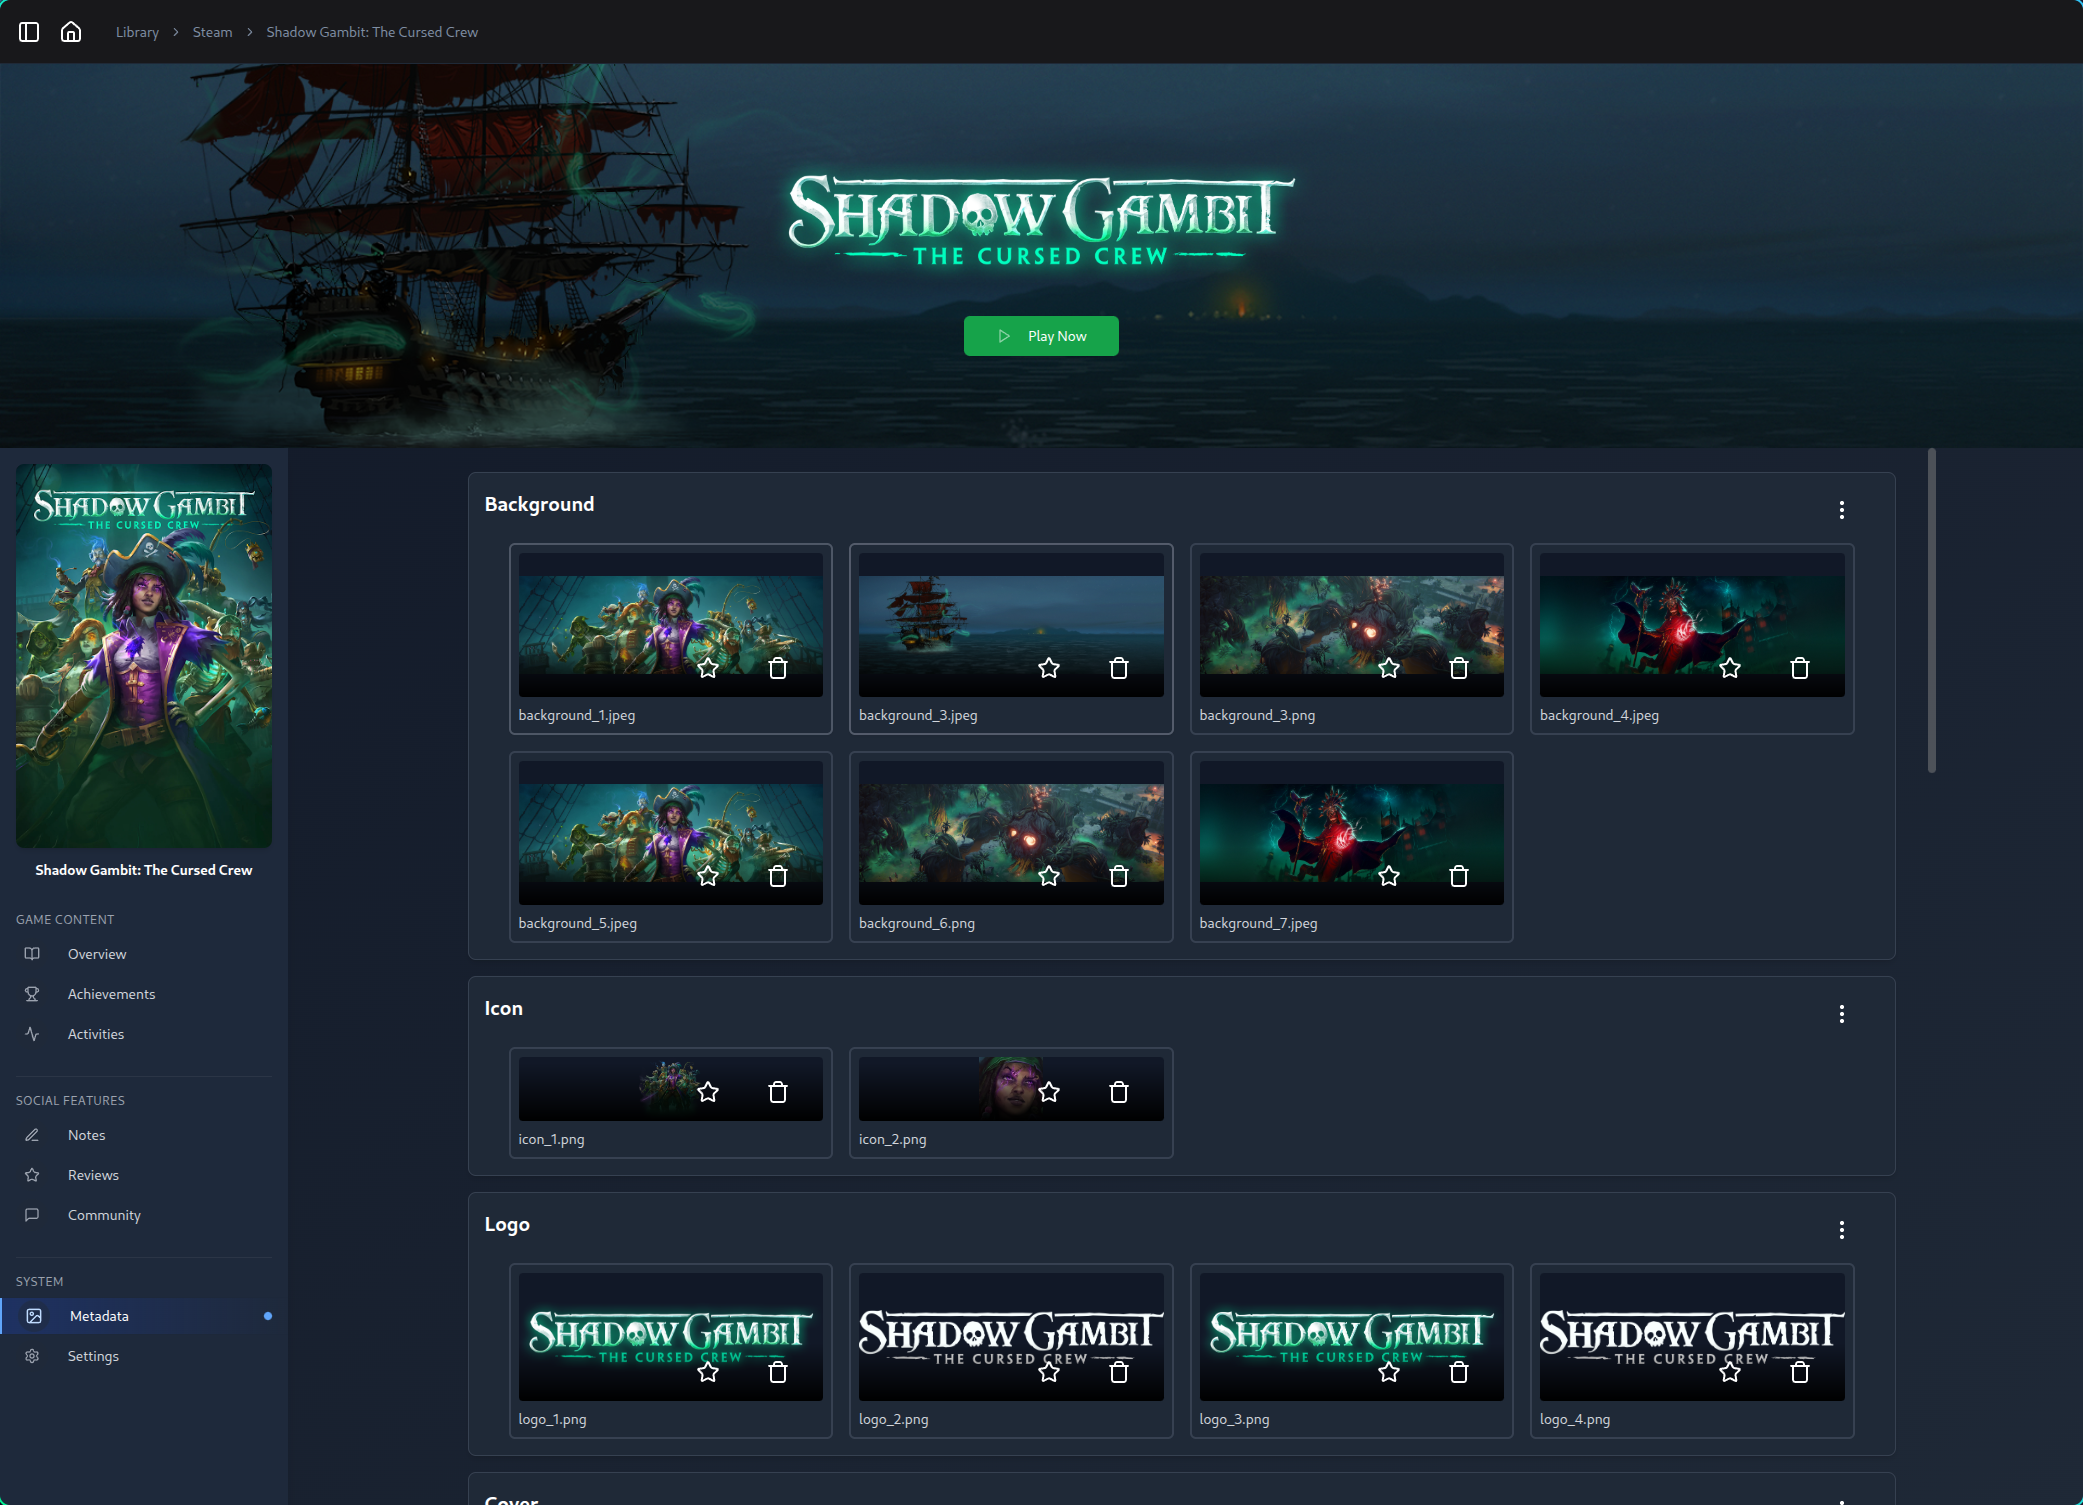 Library > Steam > Shadow Gambit: The Cursed Crew
SHADOW GAMBIT
THE CURSED CREW
Play Now
SHADOW GAMBIT
THE CURSED CREW
Shadow Gambit: The Cursed Crew
GAME CONTENT
Overview
Achievements
Activities
SOCIAL FEATURES
Notes
Reviews
Community
SYSTEM
Metadata
Settings
Background
background_1.jpeg
background_3.jpeg
background_3.png
background_4.jpeg
background_5.jpeg
background_6.png
background_7.jpeg
Icon
icon_1.png
icon_2.png
Logo
SHADOW GAMBIT
THE CURSED CREW
SHADOW GAMBIT
THE CURSED CREW
SHADOW GAMBIT
THE CURSED CREW
SHADOW GAMBIT
THE CURSED CREW
logo_1.png
logo_2.png
logo_3.png
logo_4.png
Cover